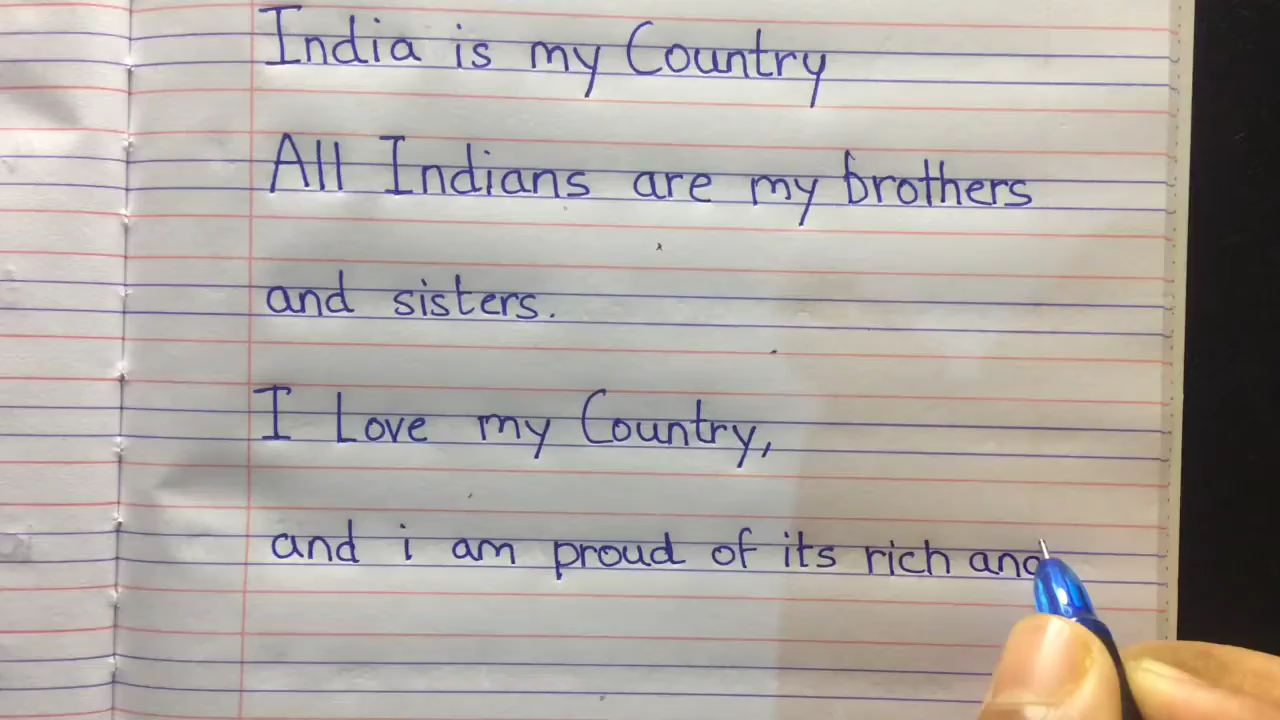 India is my Country
All Indians are my brothers
and sisters.
I Love my Country,
and i am proud of its rich and